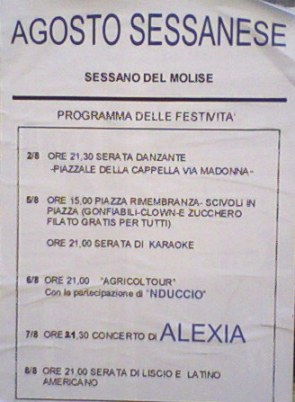 AGOSTO SESSANESE
SESSANO DEL MOLISE
PROGRAMMA DELLE FESTIVITA'
2/8 ORE 21,30 SERATA DANZANTE
-PIAZZALE DELLA CAPPELLA VIA MADONNA-
5/8 ORE 15,00 PIAZZA RIMEMBRANZA- SCIVOLI IN
PIAZZA (GONFIABILI-CLOWN-E ZUCCHERO
FILATO GRATIS PER TUTTI)
ORE 21,00 SERATA DI KARAOKE
6/8 ORE 21,00 "AGRICOLTOUR"
Con la partecipazione di "NDUCCIO"
7/8 ORE 21,30 CONCERTO DI ALEXIA
8/8 ORE 21,00 SERATA DI LISCIO E LATINO
AMERICANO